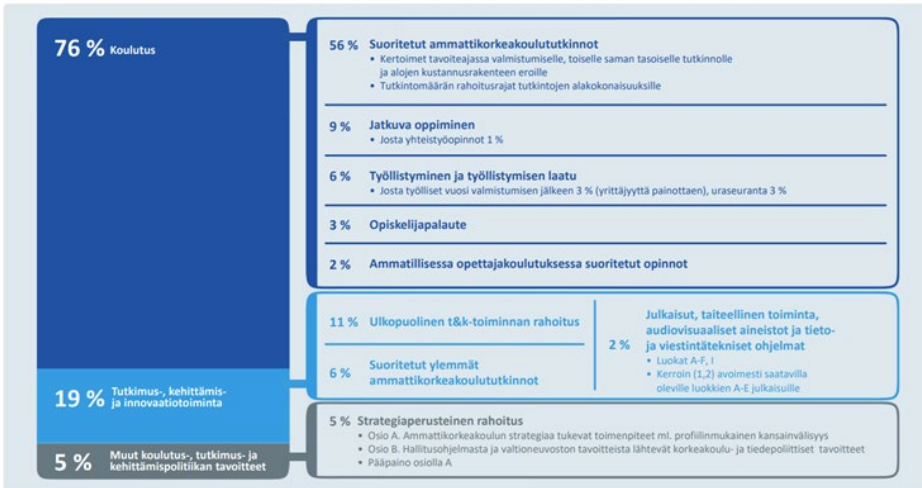 76 % Koulutus
56 % Suoritetut ammattikorkeakoulututkinnot
• Kertoimet tavoiteajassa valmistumiselle, toiselle saman tasoiselle tutkinnolle
ja alojen kustannusrakenteen eroille
• Tutkintomäärän rahoitusrajat tutkintojen alakokonaisuuksille
9 % Jatkuva oppiminen
• Josta yhteistyöopinnot 1 %
6 % Työllistyminen ja työllistymisen laatu
• Josta työlliset vuosi valmistumisen jälkeen 3 % (yrittäjyyttä painottaen), uraseuranta 3 %
3 % Opiskelijapalaute
2 % Ammatillisessa opettajakoulutuksessa suoritetut opinnot
19 % Tutkimus-, kehittämis-
ja innovaatiotoiminta
11 % Ulkopuolinen t&k-toiminnan rahoitus
6 % Suoritetut ylemmät
ammattikorkeakoulututkinnot
2 % Julkaisut, taiteellinen toiminta,
audiovisuaaliset aineistot ja tieto-
ja viestintätekniset ohjelmat
• Luokat A-F, I
• Kerroin (1,2) avoimesti saatavilla
oleville luokkien A-E julkaisuille
5 % Muut koulutus-, tutkimus- ja
kehittämispolitiikan tavoitteet
5 % Strategiaperusteinen rahoitus
• Osio A. Ammattikorkeakoulun strategiaa tukevat toimenpiteet ml. profiilinmukainen kansainvälisyys
• Osio B. Hallitusohjelmasta ja valtioneuvoston tavoitteista lähtevät korkeakoulu- ja tiedepoliittiset tavoitteet
• Pääpaino osiolla A